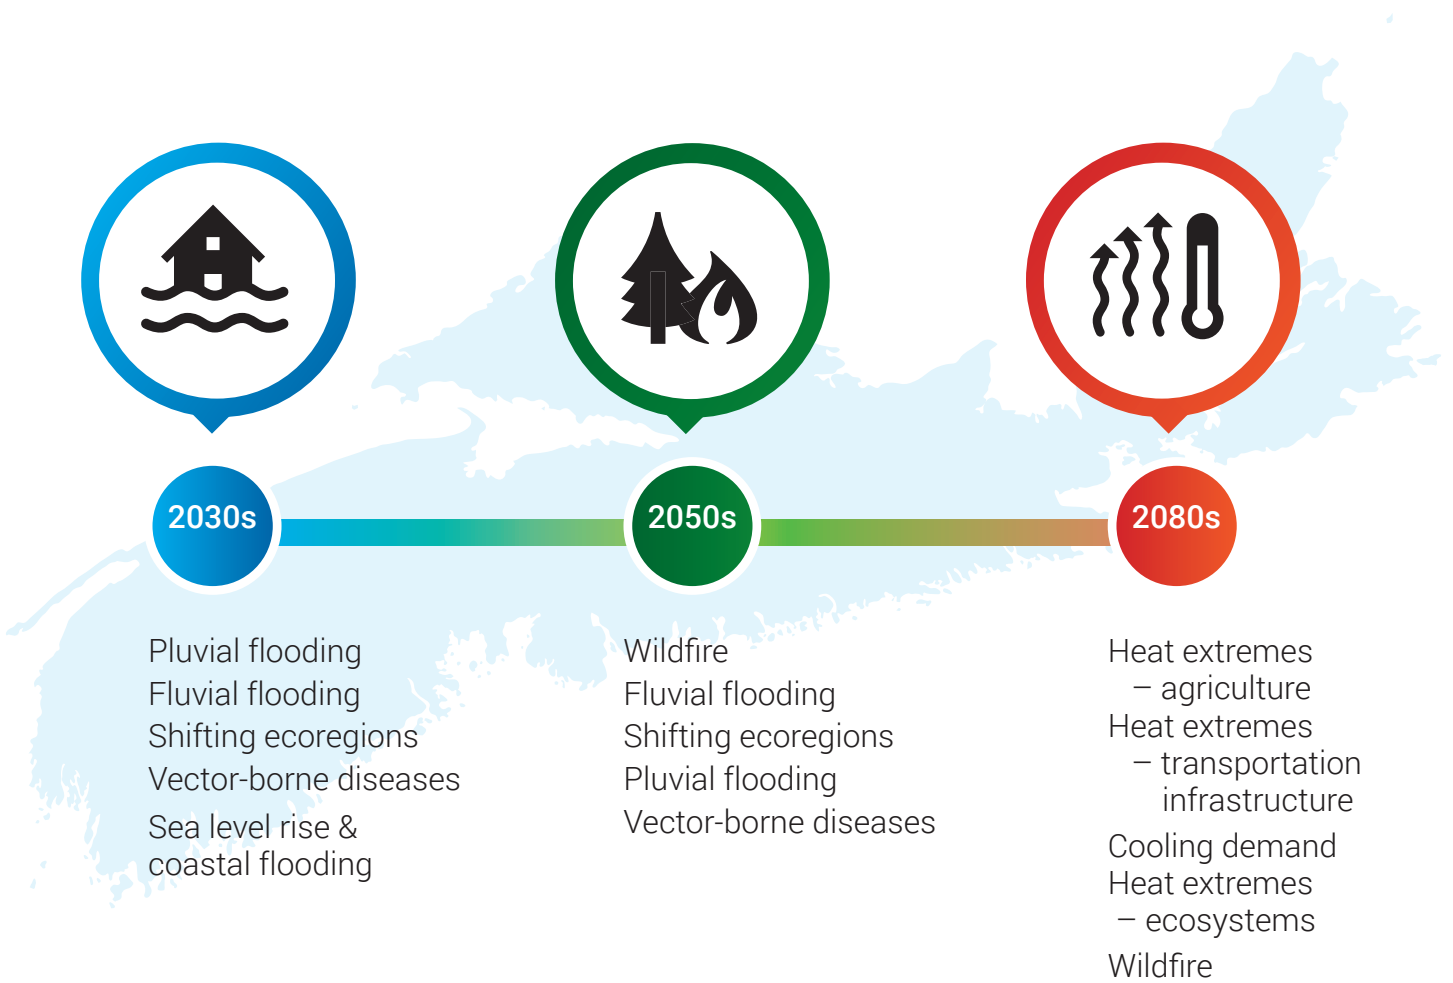 2030s
Pluvial flooding
Fluvial flooding
Shifting ecoregions
Vector-borne diseases
Sea level rise &
coastal flooding
2050s
Wildfire
Fluvial flooding
Shifting ecoregions
Pluvial flooding
Vector-borne diseases
2080s
Heat extremes
– agriculture
Heat extremes
– transportation
infrastructure
Cooling demand
Heat extremes
– ecosystems
Wildfire